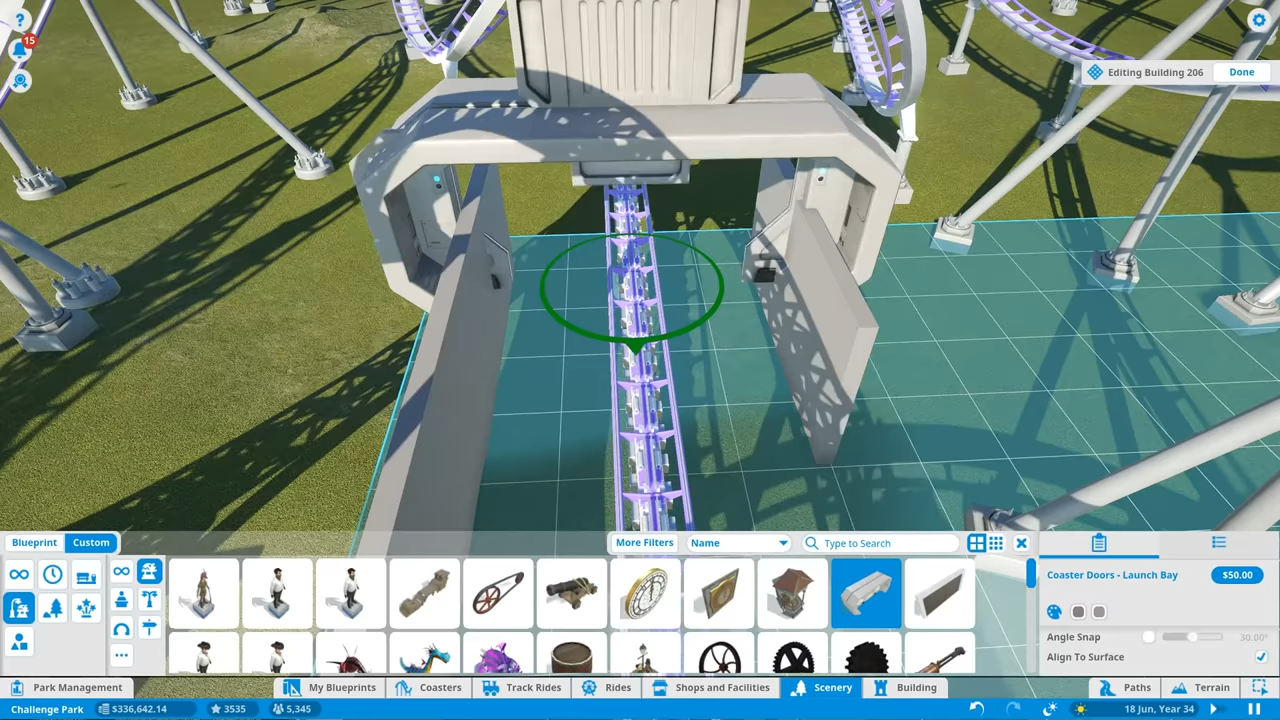 ?
15
Editing Building 206
Done
Blueprint
Custom
More Filters
Name
Type to Search
Coaster Doors - Launch Bay
$50.00
Angle Snap
30.00°
Align To Surface
Park Management
My Blueprints
Coasters
Track Rides
Rides
Shops and Facilities
Scenery
Building
Paths
Terrain
Challenge Park
$336,642.14
3535
5,345
18 Jun, Year 34